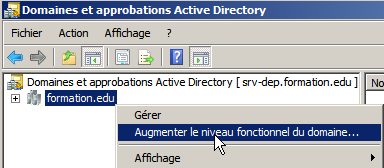 Domaines et approbations Active Directory
Fichier Action Affichage ?
Domaines et approbations Active Directory [ srv-dep.formation.edu ]
No
formation.edu
Gérer
Augmenter le niveau fonctionnel du domaine...
Affichage